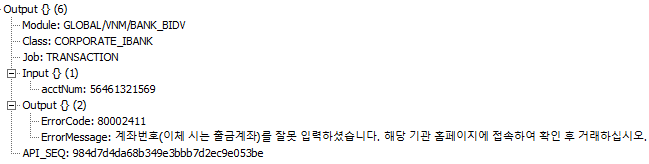 Output {} (6)
Module: GLOBAL/VNM/BANK_BIDV
Class: CORPORATE_IBANK
Job: TRANSACTION
Input {} (1)
acctNum: 56461321569
Output {} (2)
ErrorCode: 80002411
ErrorMessage: 계좌번호(이체 시는 출금계좌)를 잘못 입력하셨습니다. 해당 기관 홈페이지에 접속하여 확인 후 거래하십시오.
API_SEQ: 984d7d4da68b349e3bbb7d2ec9e053be